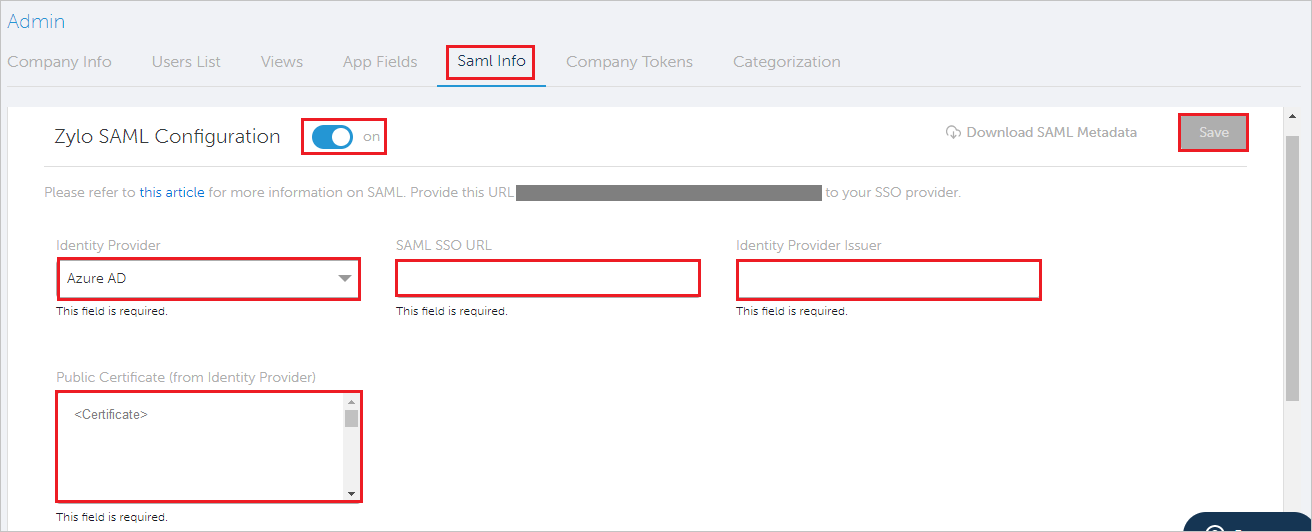 Admin
Company Info Users List Views App Fields Saml Info Company Tokens Categorization
Zylo SAML Configuration on Download SAML Metadata Save
Please refer to this article for more information on SAML. Provide this URL to your SSO provider.
Identity Provider SAML SSO URL Identity Provider Issuer
Azure AD
This field is required. This field is required. This field is required.
Public Certificate (from Identity Provider)
<Certificate>
This field is required.